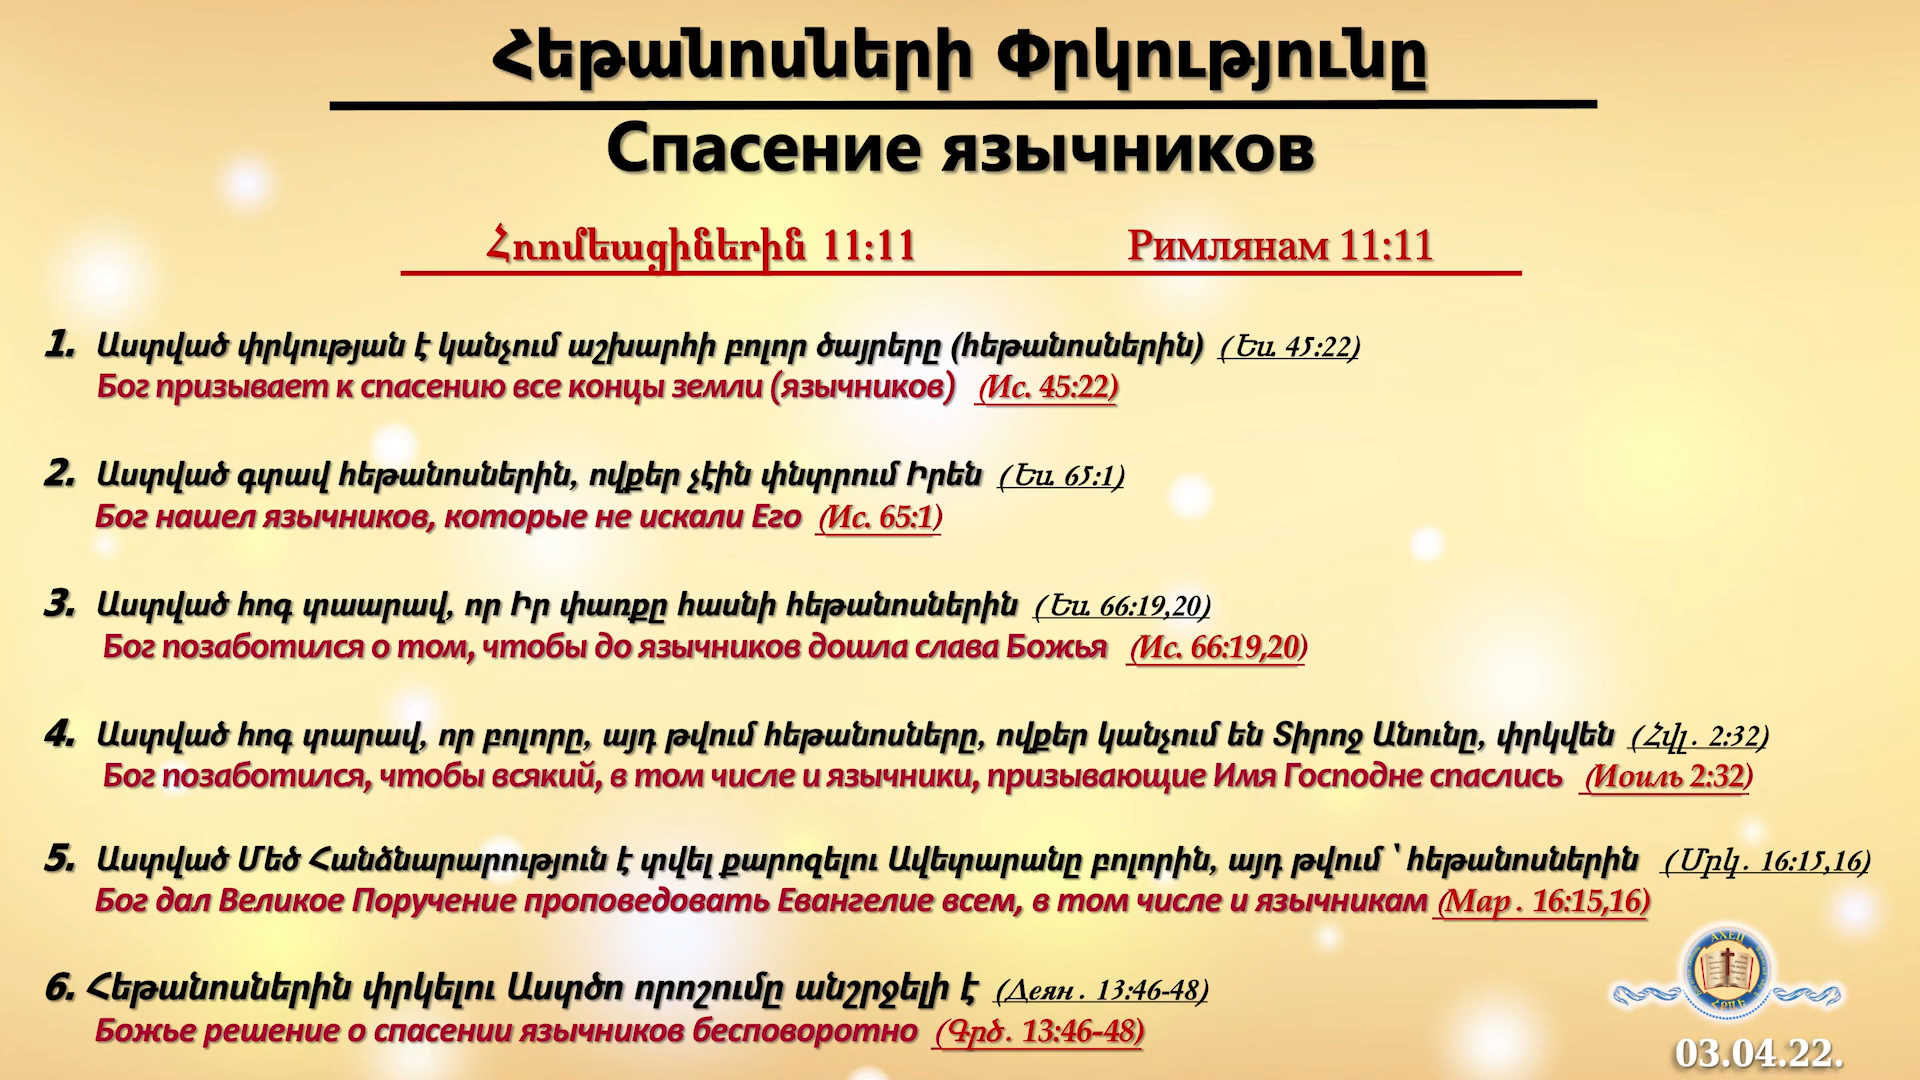 Հեթանոսների Փրկությունը
Спасение язычников
Հռոմեացիներին 11:11 Римлянам 11:11
1. Աստված փրկության է կանչում աշխարհի բոլոր ծայրերը (հեթանոսներին) (Ես. 45:22)
Бог призывает к спасению все концы земли (язычников) (Ис. 45:22)
2. Աստված գտավ հեթանոսներին, ովքեր չէին փնտրում Իրեն (Ես. 65:1)
Бог нашел язычников, которые не искали Его (Ис. 65:1)
3. Աստված հոգ տաարավ, որ Իր փառքը հասնի հեթանոսներին (Ես. 66:19,20)
Бог позаботился о том, чтобы до язычников дошла слава Божья (Ис. 66:19,20)
4. Աստված հոգ տարավ, որ բոլորը, այդ թվում հեթանոսները, ովքեր կանչում են Տիրոջ Անունը, փրկվեն (Հվլ. 2:32)
Бог позаботился, чтобы всякий, в том числе и язычники, призывающие Имя Господне спаслись (Иоиль 2:32)
5. Աստված Մեծ Հանձնարարություն է տվել քարոզելու Ավետարանը բոլորին, այդ թվում ՝ հեթանոսներին (Մրկ. 16:15,16)
Бог дал Великое Поручение проповедовать Евангелие всем, в том числе и язычникам (Мар. 16:15,16)
6. Հեթանոսներին փրկելու Աստծո որոշումը անշրջելի է (Деян. 13:46-48)
Божье решение о спасении язычников бесповоротно (Գրծ. 13:46-48)
АХЕЦ
ՀՔԱԵ
03.04.22.